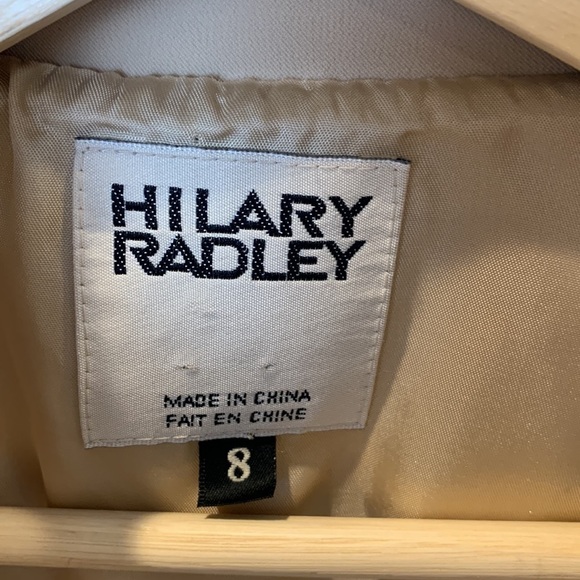 HILARY
RADLEY
MADE IN CHINA
FAIT EN CHINE
8